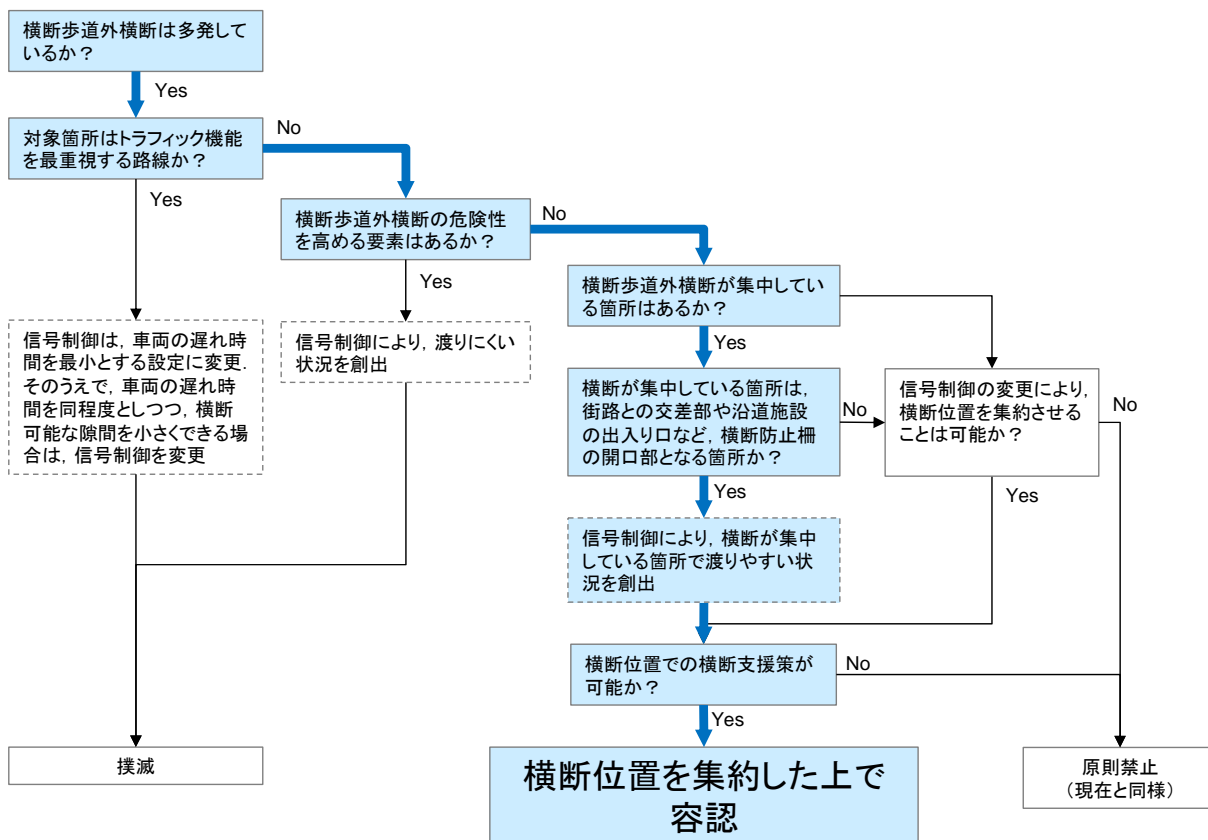 横断歩道外横断は多発して
いるか？
Yes
対象箇所はトラフィック機能
を最重視する路線か？
No
Yes
横断歩道外横断の危険性
を高める要素はあるか？
No
Yes
横断歩道外横断が集中してい
る箇所はあるか？
Yes
信号制御は，車両の遅れ時
間を最小とする設定に変更．
そのうえで，車両の遅れ時
間を同程度としつつ，横断
可能な隙間を小さくできる場
合は，信号制御を変更
信号制御により，渡りにくい
状況を創出
横断が集中している箇所は，
街路との交差部や沿道施設
の出入り口など，横断防止柵
の開口部となる箇所か？
No
Yes
信号制御の変更により，
横断位置を集約させる
ことは可能か？
No
Yes
信号制御により，横断が集中
している箇所で渡りやすい状
況を創出
横断位置での横断支援策が
可能か？
No
Yes
撲滅
横断位置を集約した上で
容認
原則禁止
（現在と同様）